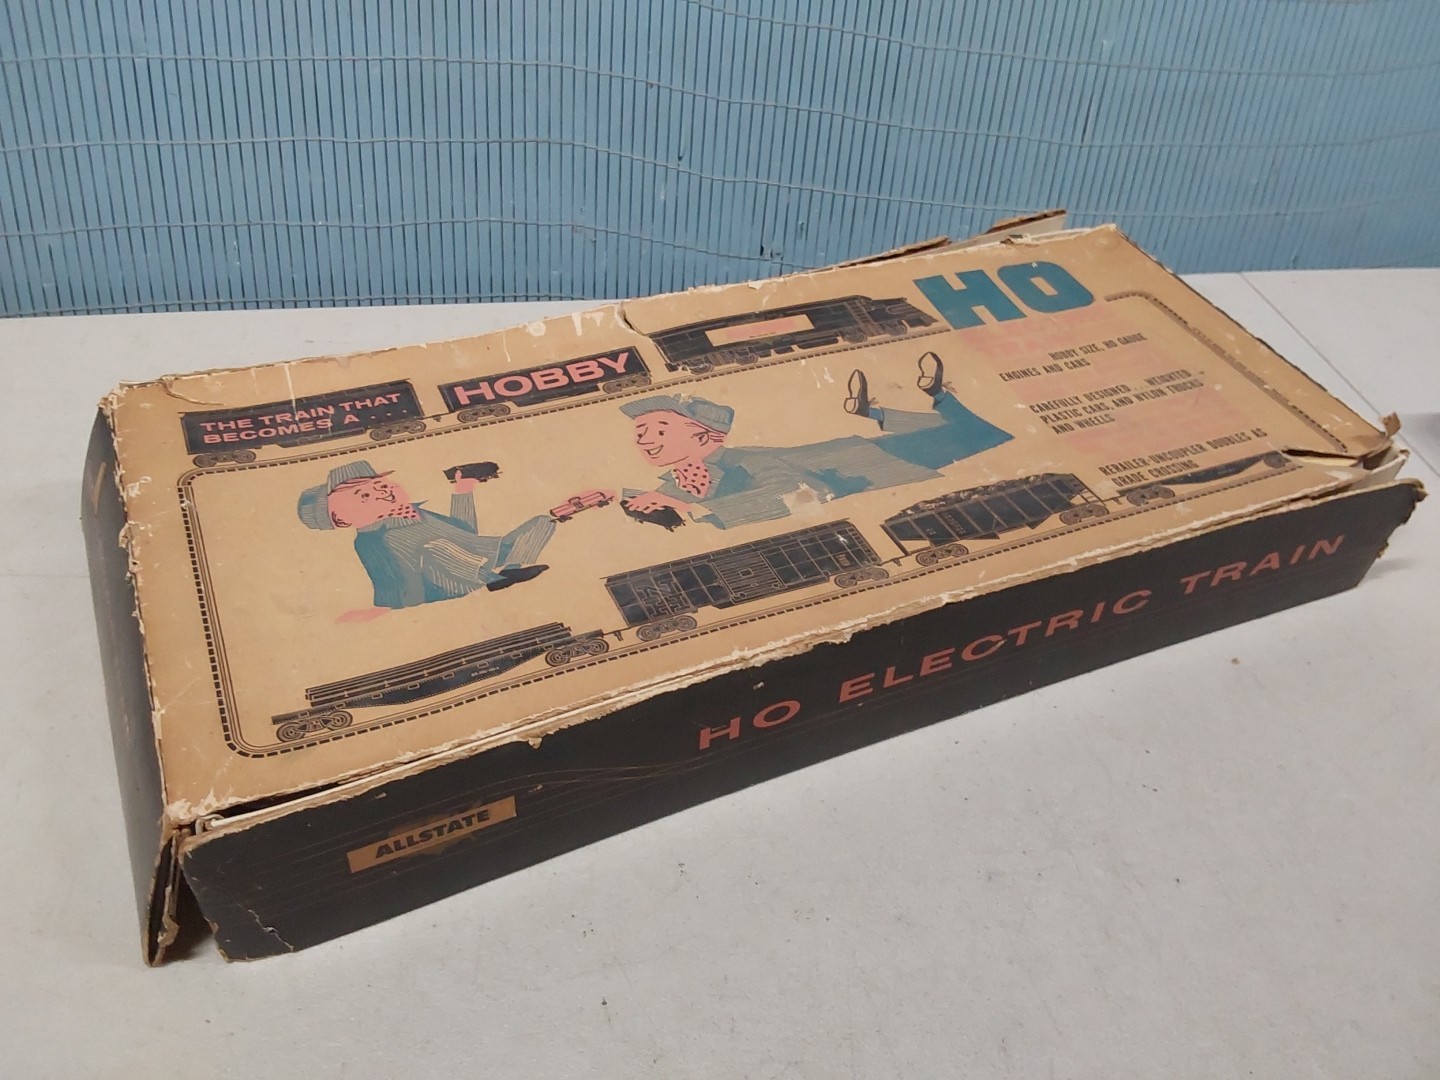 HO
THE TRAIN THAT
BECOMES A . . .
HOBBY
HOBBY SIZE, HO GAUGE
ENGINES AND CARS
CAREFULLY DESIGNED . . . WEIGHTED
PLASTIC CARS, AND NYLON TRUCKS
AND WHEELS
RERAILER-UNCOUPLER DOUBLES AS
GRADE CROSSING
HO ELECTRIC TRAIN
ALLSTATE